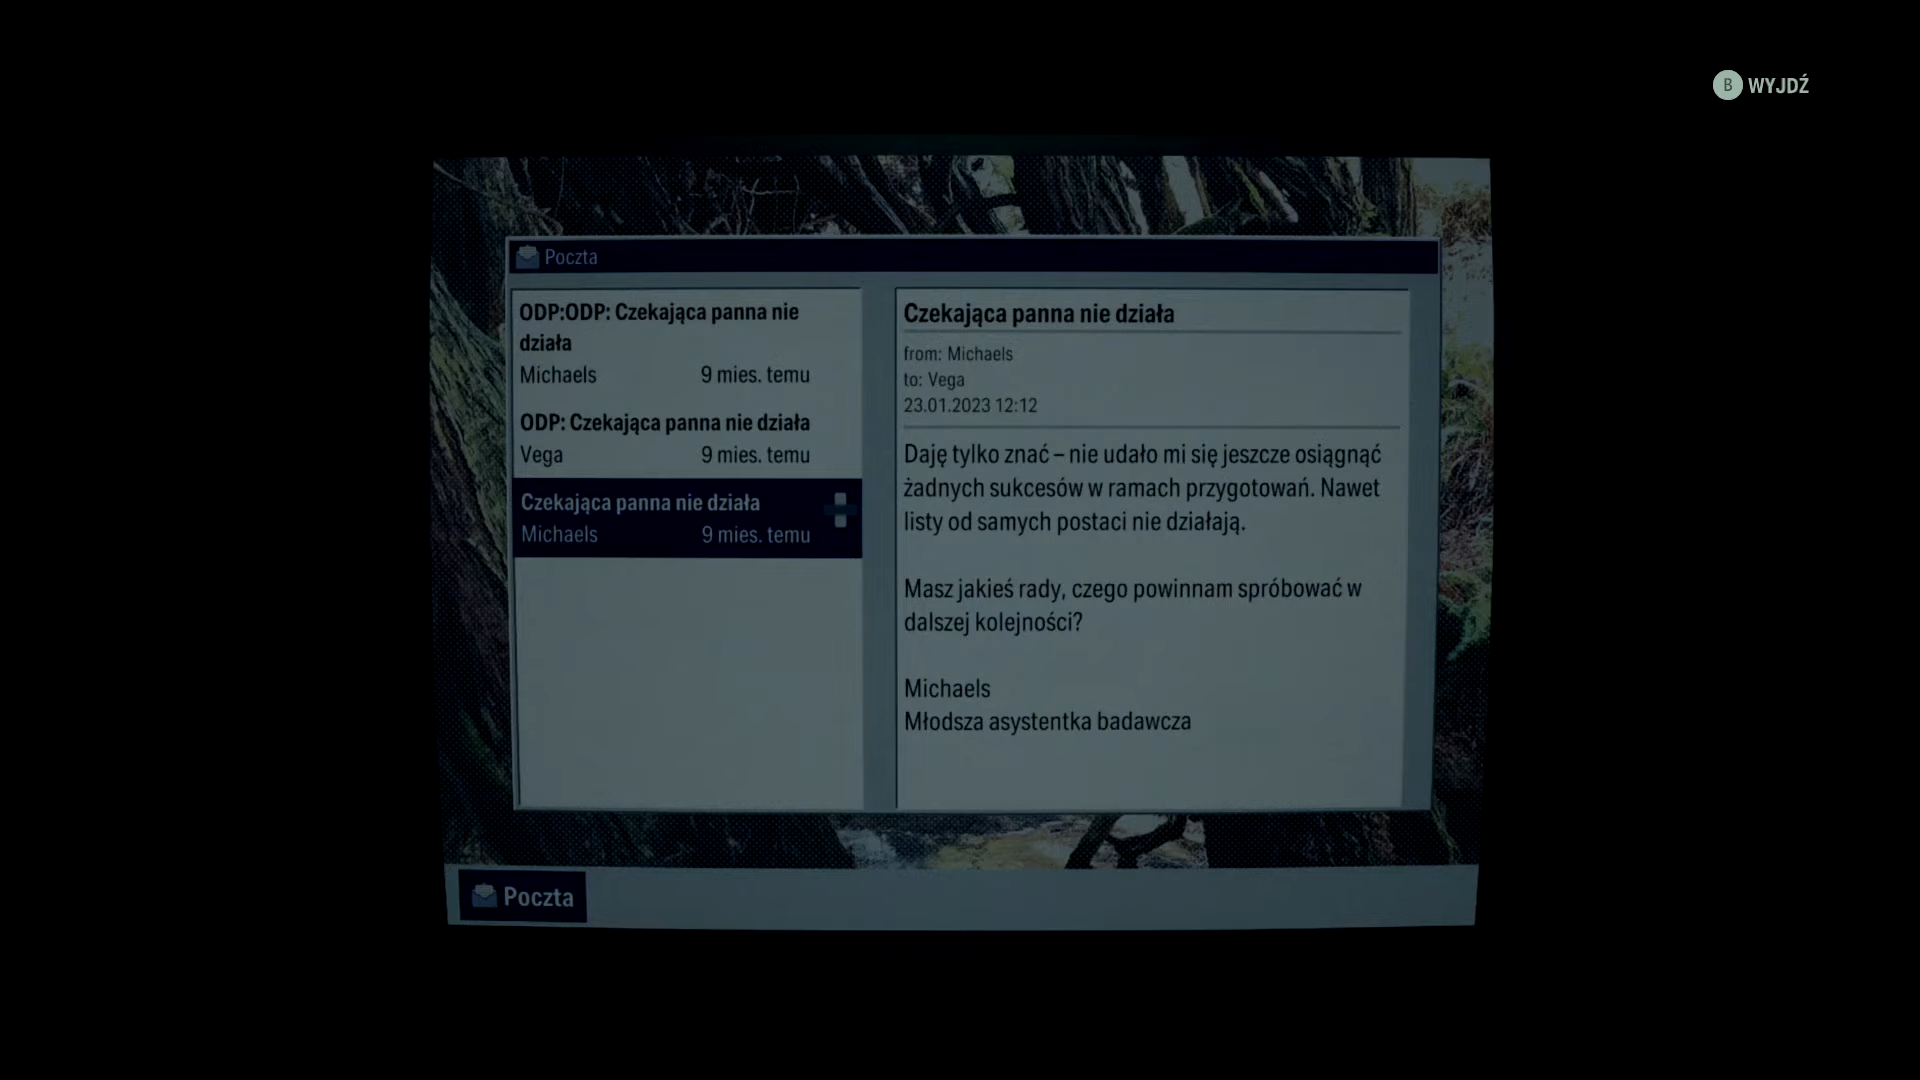 B WYJDŹ
Poczta
ODP:ODP: Czekająca panna nie
działa
Michaels 9 mies. temu
ODP: Czekająca panna nie działa
Vega 9 mies. temu
Czekająca panna nie działa
Michaels 9 mies. temu
Czekająca panna nie działa
from: Michaels
to: Vega
23.01.2023 12:12
Daję tylko znać – nie udało mi się jeszcze osiągnąć
żadnych sukcesów w ramach przygotowań. Nawet
listy od samych postaci nie działają.
Masz jakieś rady, czego powinnam spróbować w
dalszej kolejności?
Michaels
Młodsza asystentka badawcza
Poczta